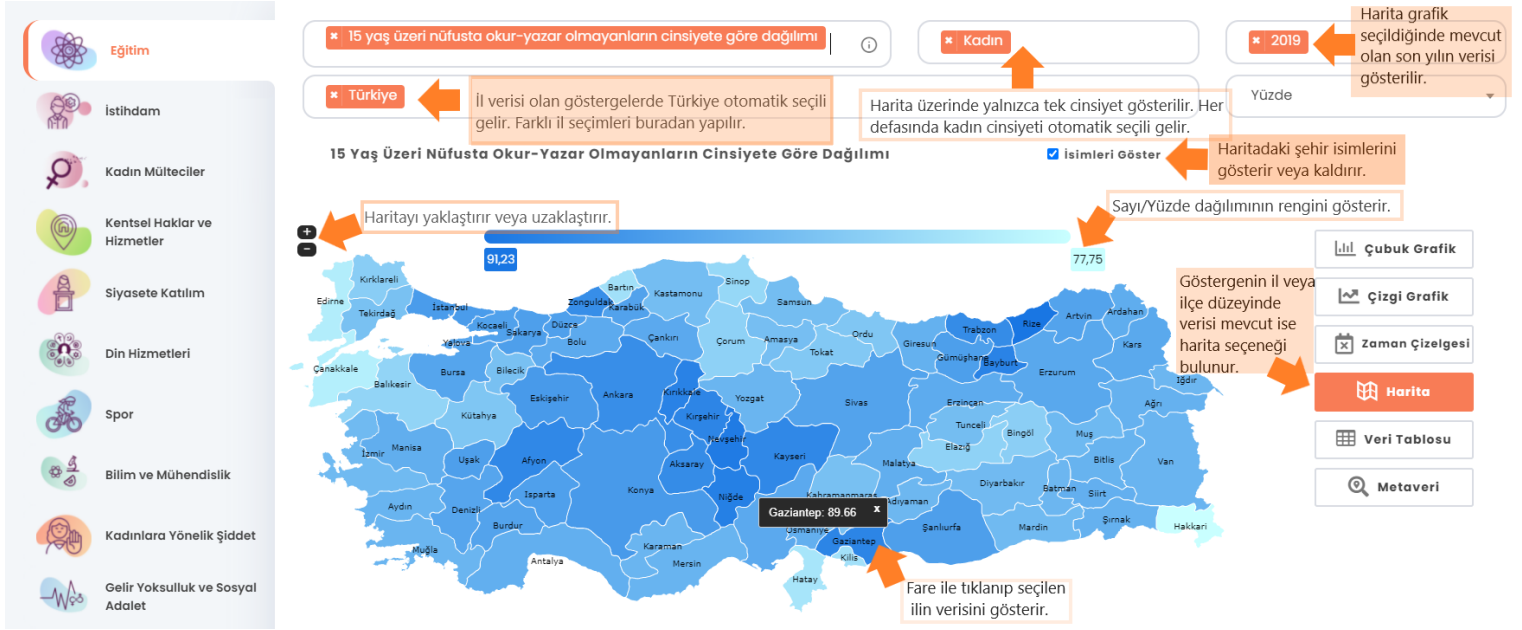 Eğitim
İstihdam
Kadın Mülteciler
Kentsel Haklar ve
Hizmetler
Siyasete Katılım
Din Hizmetleri
Spor
Bilim ve Mühendislik
Kadınlara Yönelik Şiddet
Gelir Yoksulluk ve Sosyal
Adalet
× 15 yaş üzeri nüfusta okur-yazar olmayanların cinsiyete göre dağılımı
× Kadın
× 2019
Harita grafik
seçildiğinde mevcut
olan son yılın verisi
gösterilir.
× Türkiye
İl verisi olan göstergelerde Türkiye otomatik seçili
gelir. Farklı il seçimleri buradan yapılır.
Harita üzerinde yalnızca tek cinsiyet gösterilir. Her
defasında kadın cinsiyeti otomatik seçili gelir.
Yüzde
15 Yaş Üzeri Nüfusta Okur-Yazar Olmayanların Cinsiyete Göre Dağılımı
İsimleri Göster
Haritadaki şehir isimlerini
gösterir veya kaldırır.
+
−
Haritayı yaklaştırır veya uzaklaştırır.
Sayı/Yüzde dağılımının rengini gösterir.
91,23
77,75
Göstergenin il veya
ilçe düzeyinde
verisi mevcut ise
harita seçeneği
bulunur.
Çubuk Grafik
Çizgi Grafik
Zaman Çizelgesi
Harita
Veri Tablosu
Metaveri
Kırklareli
Edirne
Tekirdağ
İstanbul
Kocaeli
Yalova
Sakarya
Düzce
Bolu
Zonguldak
Bartın
Karabük
Kastamonu
Sinop
Samsun
Çankırı
Çorum
Amasya
Tokat
Ordu
Giresun
Trabzon
Rize
Artvin
Ardahan
Kars
Gümüşhane
Bayburt
Erzurum
Iğdır
Ağrı
Çanakkale
Balıkesir
Bursa
Bilecik
Eskişehir
Ankara
Kırıkkale
Kırşehir
Yozgat
Sivas
Erzincan
Tunceli
Bingöl
Elazığ
Muş
Bitlis
Van
Kütahya
Manisa
İzmir
Uşak
Afyon
Nevşehir
Aksaray
Kayseri
Malatya
Diyarbakır
Batman
Siirt
Şırnak
Hakkari
Aydın
Denizli
Isparta
Burdur
Konya
Niğde
Kahramanmaraş
Adıyaman
Şanlıurfa
Mardin
Muğla
Antalya
Karaman
Mersin
Osmaniye
Gaziantep
Kilis
Hatay
Gaziantep: 89.66 x
Fare ile tıklanıp seçilen
ilin verisini gösterir.